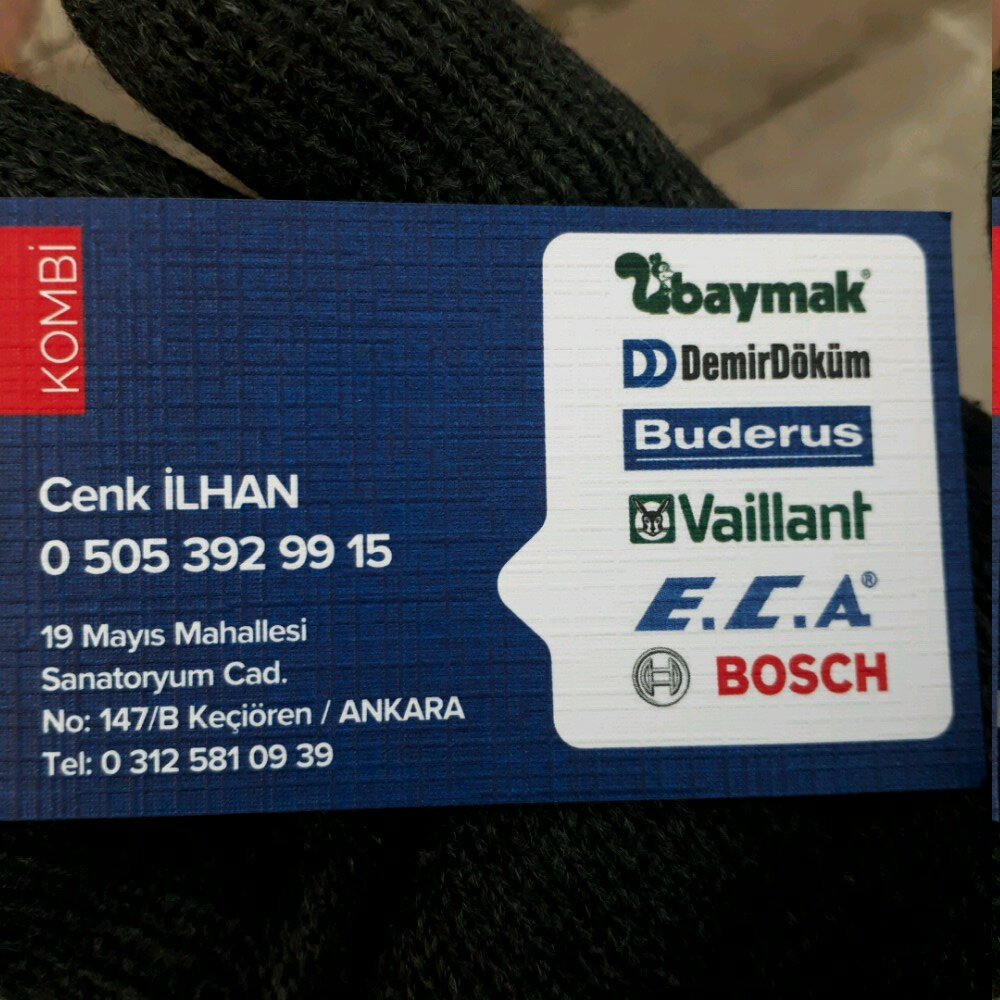 KOMBİ
Cenk İLHAN
0 505 392 99 15
19 Mayıs Mahallesi
Sanatoryum Cad.
No: 147/B Keçiören / ANKARA
Tel: 0 312 581 09 39
baymak®
DemirDöküm
Buderus
Vaillant
E.C.A®
BOSCH